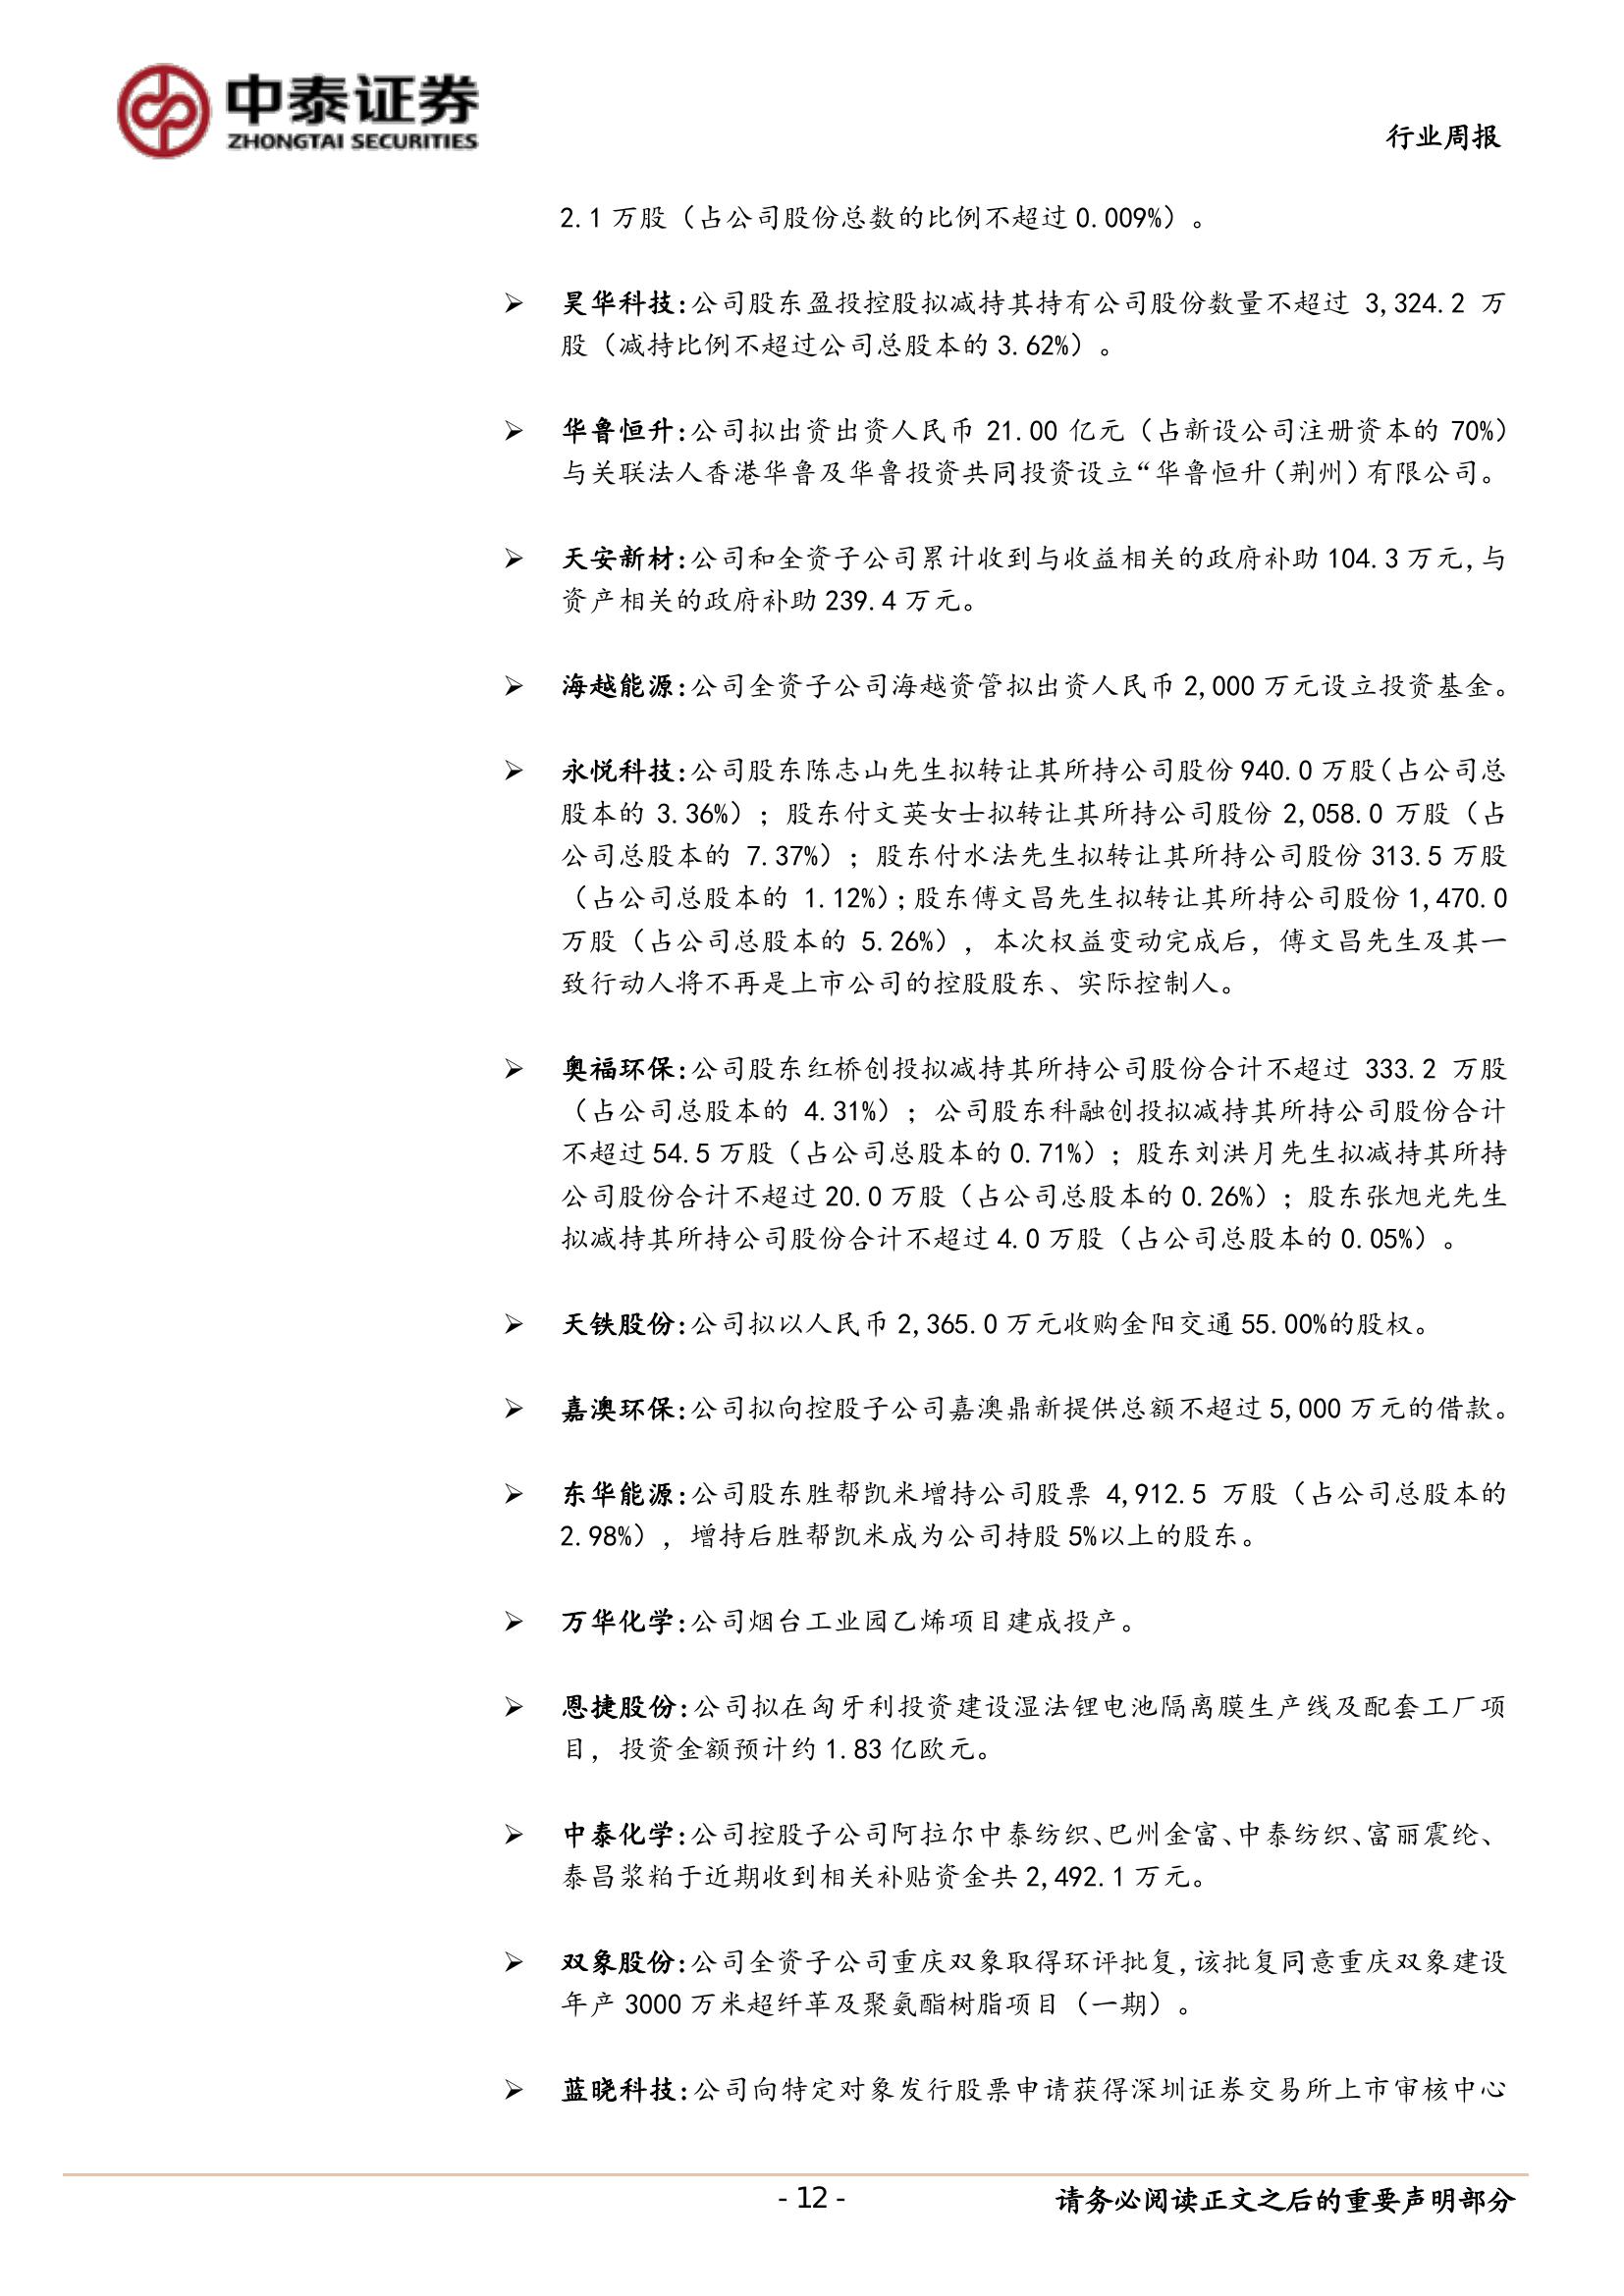 中泰证券
ZHONGTAI SECURITIES
行业周报
2.1 万股（占公司股份总数的比例不超过 0.009%）。
➢ 昊华科技：公司股东盈投控股拟减持其持有公司股份数量不超过 3,324.2 万
股（减持比例不超过公司总股本的 3.62%）。
➢ 华鲁恒升：公司拟出资出资人民币 21.00 亿元（占新设公司注册资本的 70%）
与关联法人香港华鲁及华鲁投资共同投资设立“华鲁恒升（荆州）有限公司。
➢ 天安新材：公司和全资子公司累计收到与收益相关的政府补助 104.3 万元，与
资产相关的政府补助 239.4 万元。
➢ 海越能源：公司全资子公司海越资管拟出资人民币 2,000 万元设立投资基金。
➢ 永悦科技：公司股东陈志山先生拟转让其所持公司股份 940.0 万股（占公司总
股本的 3.36%）；股东付文英女士拟转让其所持公司股份 2,058.0 万股（占
公司总股本的 7.37%）；股东付水法先生拟转让其所持公司股份 313.5 万股
（占公司总股本的 1.12%）；股东傅文昌先生拟转让其所持公司股份 1,470.0
万股（占公司总股本的 5.26%），本次权益变动完成后，傅文昌先生及其一
致行动人将不再是上市公司的控股股东、实际控制人。
➢ 奥福环保：公司股东红桥创投拟减持其所持公司股份合计不超过 333.2 万股
（占公司总股本的 4.31%）；公司股东科融创投拟减持其所持公司股份合计
不超过 54.5 万股（占公司总股本的 0.71%）；股东刘洪月先生拟减持其所持
公司股份合计不超过 20.0 万股（占公司总股本的 0.26%）；股东张旭光先生
拟减持其所持公司股份合计不超过 4.0 万股（占公司总股本的 0.05%）。
➢ 天铁股份：公司拟以人民币 2,365.0 万元收购金阳交通 55.00%的股权。
➢ 嘉澳环保：公司拟向控股子公司嘉澳鼎新提供总额不超过 5,000 万元的借款。
➢ 东华能源：公司股东胜帮凯米增持公司股票 4,912.5 万股（占公司总股本的
2.98%），增持后胜帮凯米成为公司持股 5%以上的股东。
➢ 万华化学：公司烟台工业园乙烯项目建成投产。
➢ 恩捷股份：公司拟在匈牙利投资建设湿法锂电池隔离膜生产线及配套工厂项
目，投资金额预计约 1.83 亿欧元。
➢ 中泰化学：公司控股子公司阿拉尔中泰纺织、巴州金富、中泰纺织、富丽震纶、
泰昌浆粕于近期收到相关补贴资金共 2,492.1 万元。
➢ 双象股份：公司全资子公司重庆双象取得环评批复，该批复同意重庆双象建设
年产 3000 万米超纤革及聚氨酯树脂项目（一期）。
➢ 蓝晓科技：公司向特定对象发行股票申请获得深圳证券交易所上市审核中心
- 12 -
请务必阅读正文之后的重要声明部分